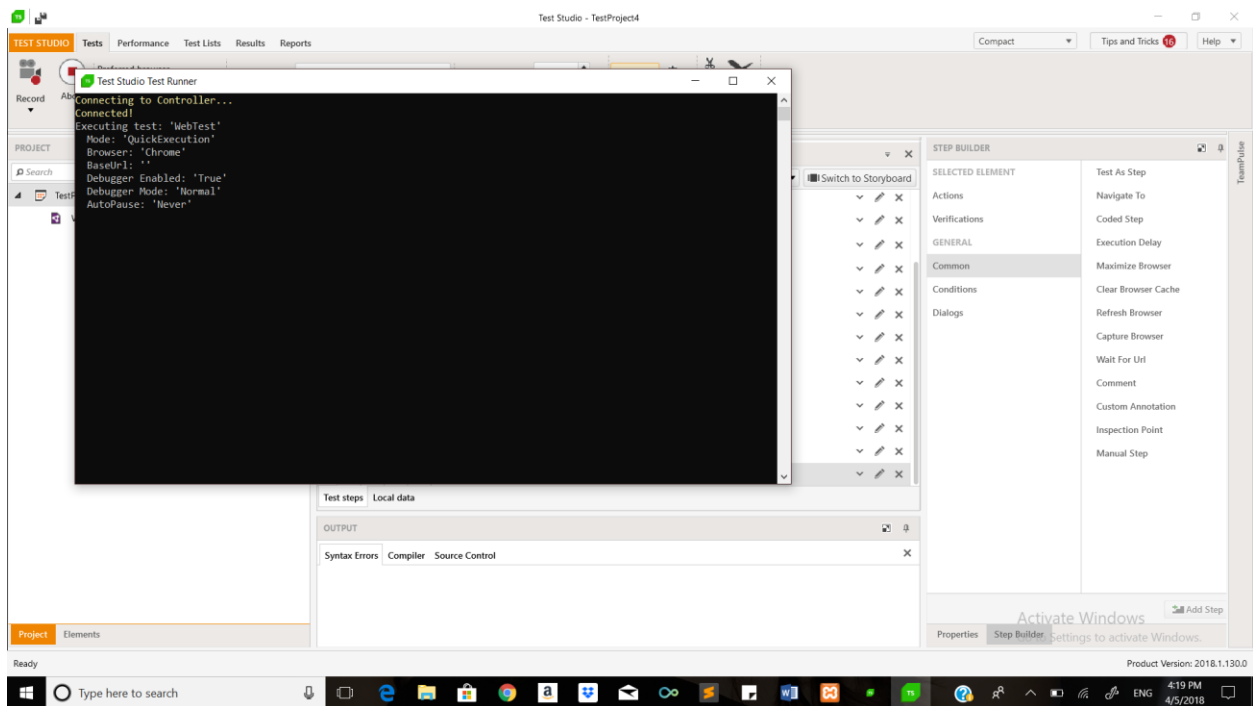 Test Studio - TestProject4
TEST STUDIO Tests Performance Test Lists Results Reports
Compact
Tips and Tricks 16
Help
Record
Test Studio Test Runner
Connecting to Controller...
Connected!
Executing test: 'WebTest'
Mode: 'QuickExecution'
Browser: 'Chrome'
BaseUrl: ''
Debugger Enabled: 'True'
Debugger Mode: 'Normal'
AutoPause: 'Never'
PROJECT
Search
Switch to Storyboard
STEP BUILDER
SELECTED ELEMENT
Actions
Verifications
GENERAL
Common
Conditions
Dialogs
Test As Step
Navigate To
Coded Step
Execution Delay
Maximize Browser
Clear Browser Cache
Refresh Browser
Capture Browser
Wait For Url
Comment
Custom Annotation
Inspection Point
Manual Step
TeamPulse
Test steps Local data
OUTPUT
Syntax Errors Compiler Source Control
Add Step
Activate Windows
Settings to activate Windows.
Project Elements
Properties Step Builder
Ready
Product Version: 2018.1.130.0
Type here to search
ENG
4:19 PM
4/5/2018